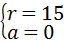 r = 15
a = 0